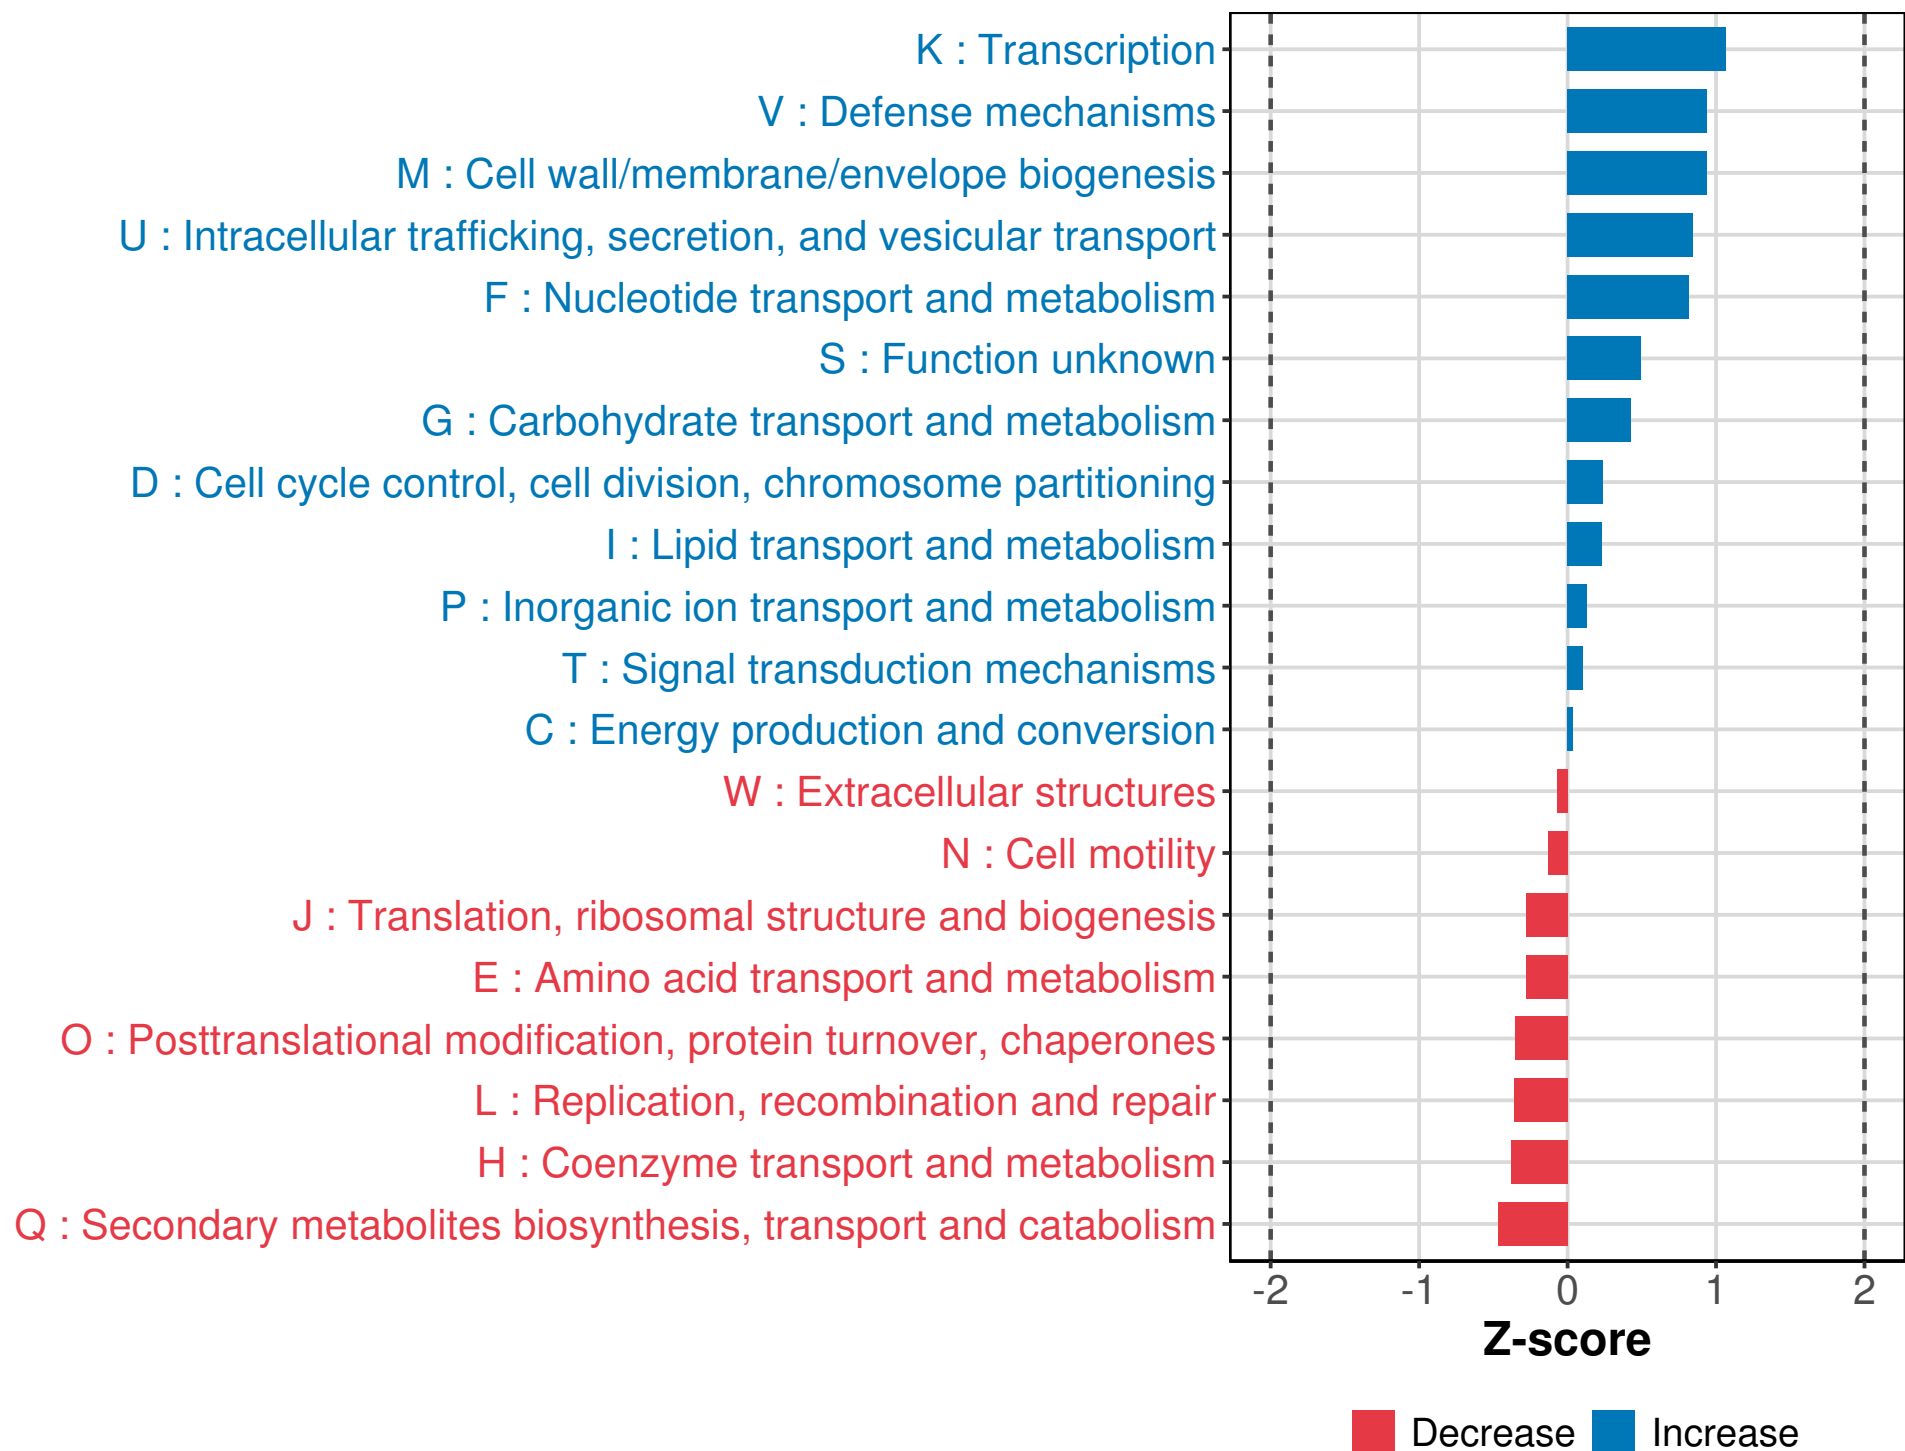 K : Transcription
V : Defense mechanisms
M : Cell wall/membrane/envelope biogenesis
U : Intracellular trafficking, secretion, and vesicular transport
F : Nucleotide transport and metabolism
S : Function unknown
G : Carbohydrate transport and metabolism
D : Cell cycle control, cell division, chromosome partitioning
I : Lipid transport and metabolism
P : Inorganic ion transport and metabolism
T : Signal transduction mechanisms
C : Energy production and conversion
W : Extracellular structures
N : Cell motility
J : Translation, ribosomal structure and biogenesis
E : Amino acid transport and metabolism
O : Posttranslational modification, protein turnover, chaperones
L : Replication, recombination and repair
H : Coenzyme transport and metabolism
Q : Secondary metabolites biosynthesis, transport and catabolism
-2 -1 0 1 2
Z-score
Decrease Increase